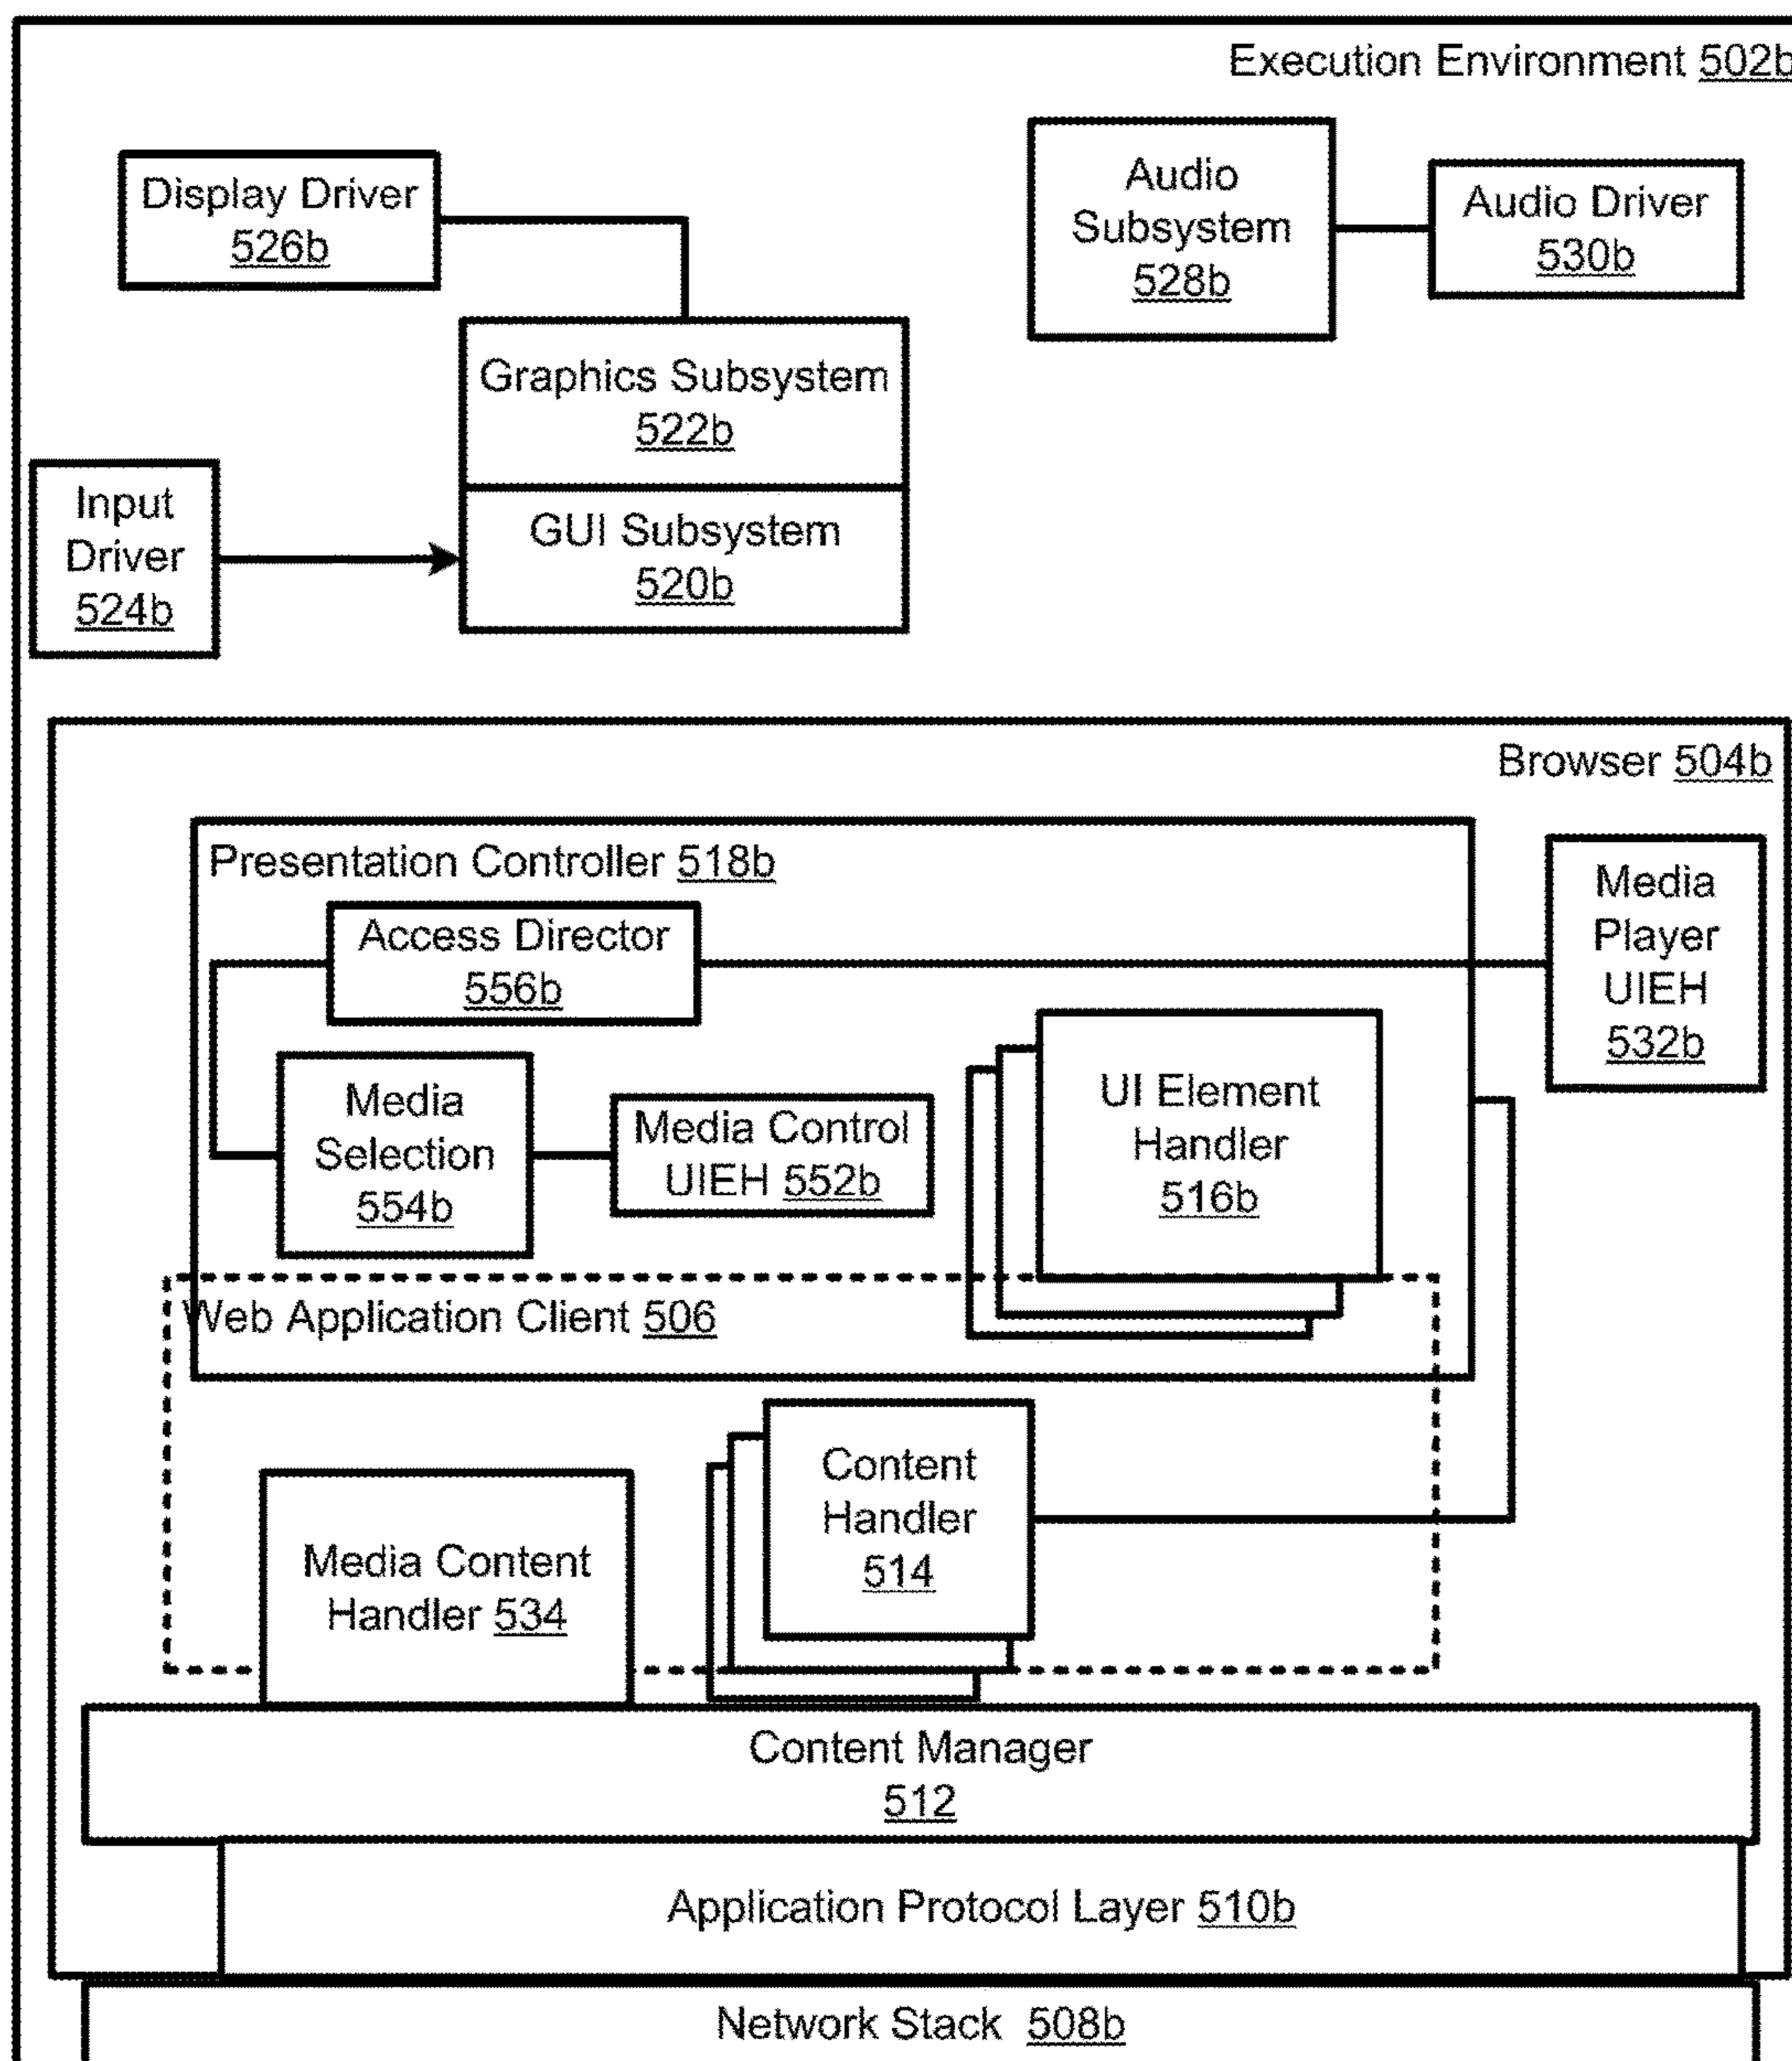 Execution Environment 502b
Display Driver
526b
Audio
Subsystem
528b
Audio Driver
530b
Graphics Subsystem
522b
Input
Driver
524b
GUI Subsystem
520b
Browser 504b
Presentation Controller 518b
Access Director
556b
Media
Player
UIEH
532b
Media
Selection
554b
Media Control
UIEH 552b
UI Element
Handler
516b
Web Application Client 506
Content
Handler
514
Media Content
Handler 534
Content Manager
512
Application Protocol Layer 510b
Network Stack 508b